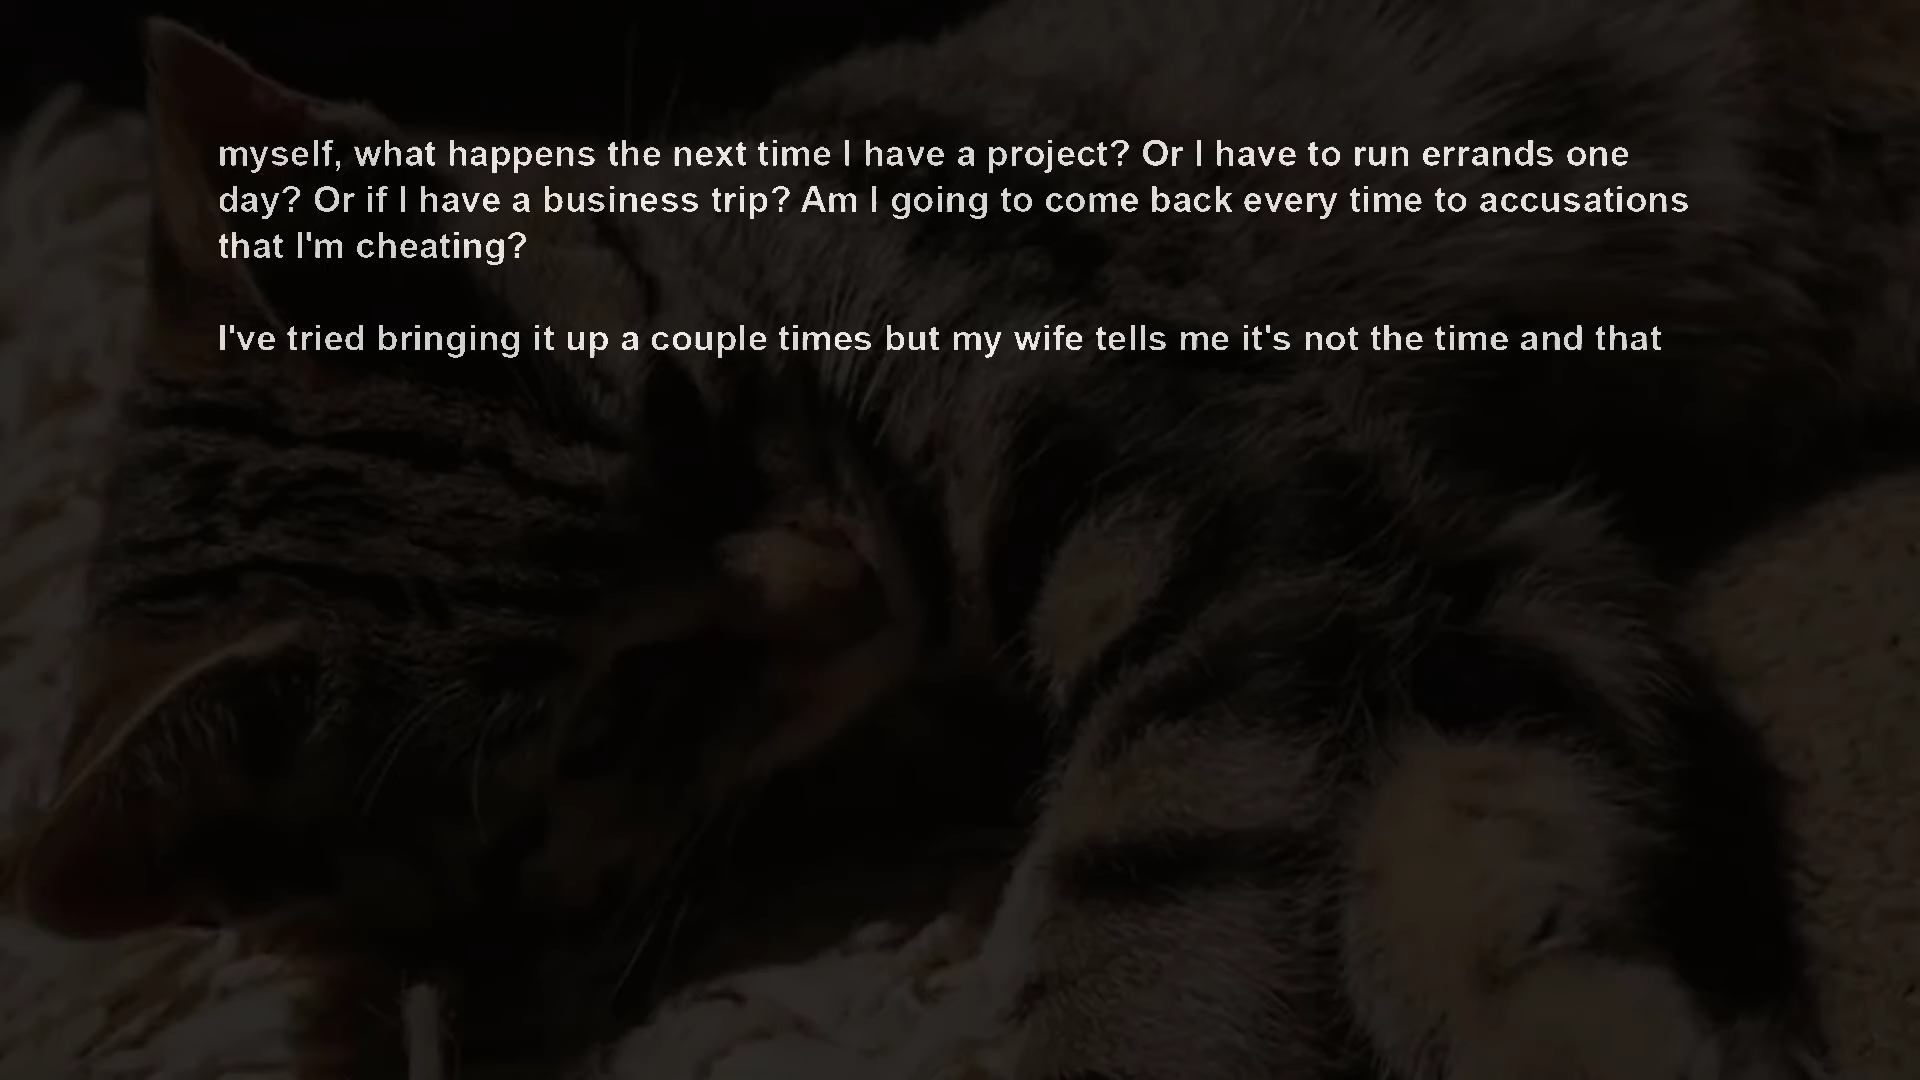 myself, what happens the next time I have a project? Or I have to run errands one
day? Or if I have a business trip? Am I going to come back every time to accusations
that I'm cheating?
I've tried bringing it up a couple times but my wife tells me it's not the time and that